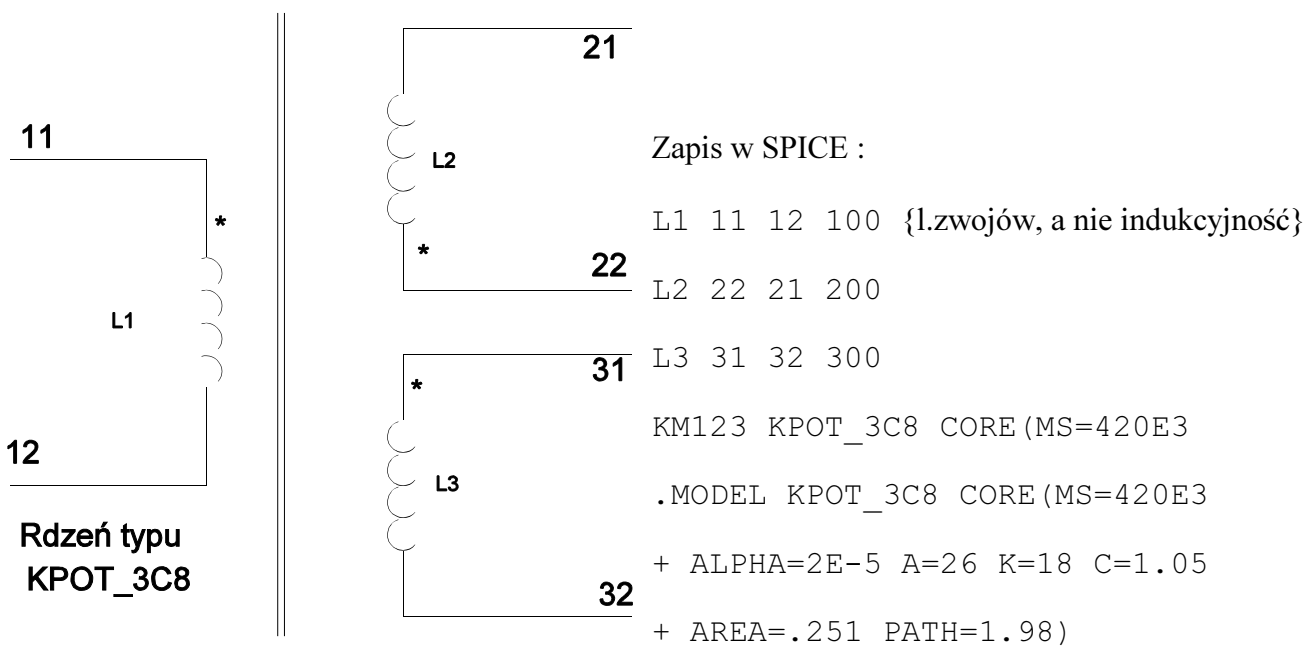 11
*
L1
12
Rdzeń typu
KPOT_3C8
21
L2
*
22
31
*
L3
32
Zapis w SPICE :
L1 11 12 100 {l.zwojów, a nie indukcyjność}
L2 22 21 200
L3 31 32 300
KM123 KPOT_3C8 CORE(MS=420E3
.MODEL KPOT_3C8 CORE(MS=420E3
+ ALPHA=2E-5 A=26 K=18 C=1.05
+ AREA=.251 PATH=1.98)